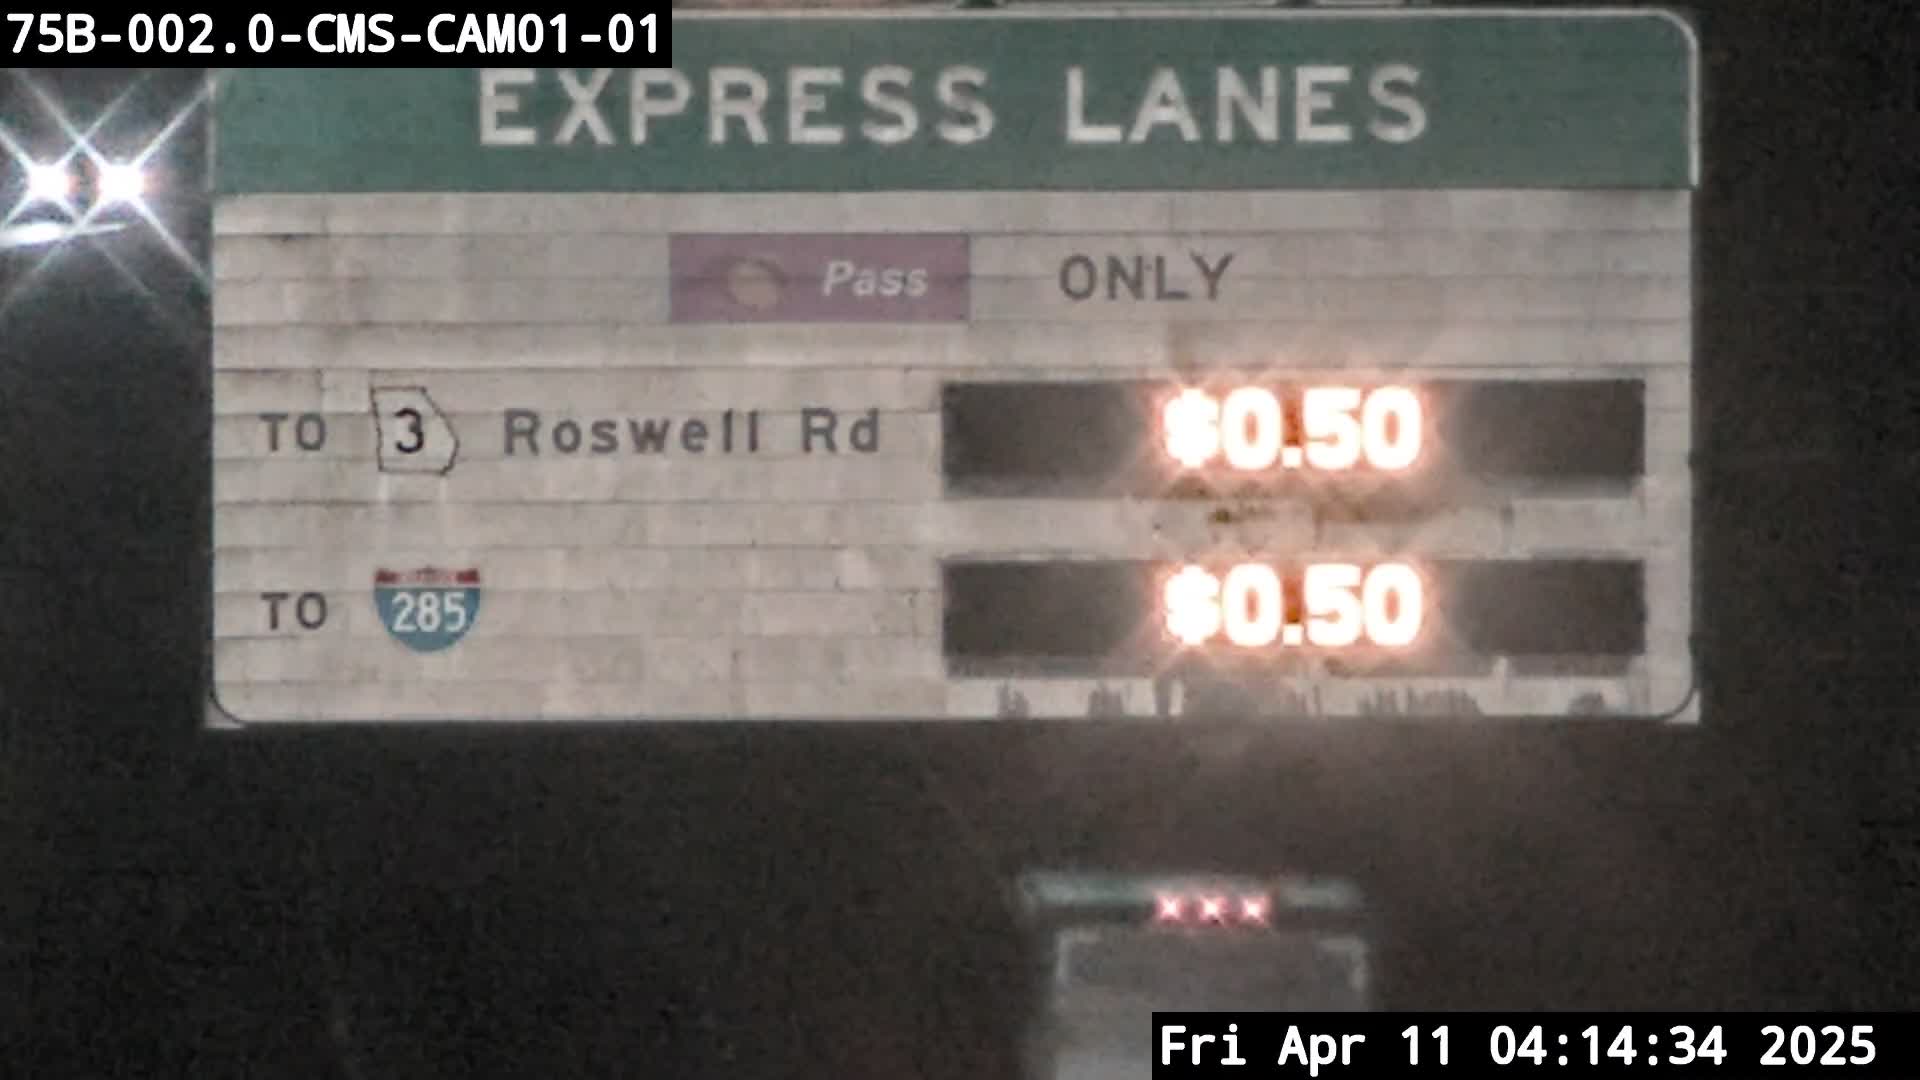 75B-002.0-CMS-CAM01-01
EXPRESS LANES
Pass ONLY
TO 3 Roswell Rd $0.50
TO 285 $0.50
Fri Apr 11 04:14:34 2025